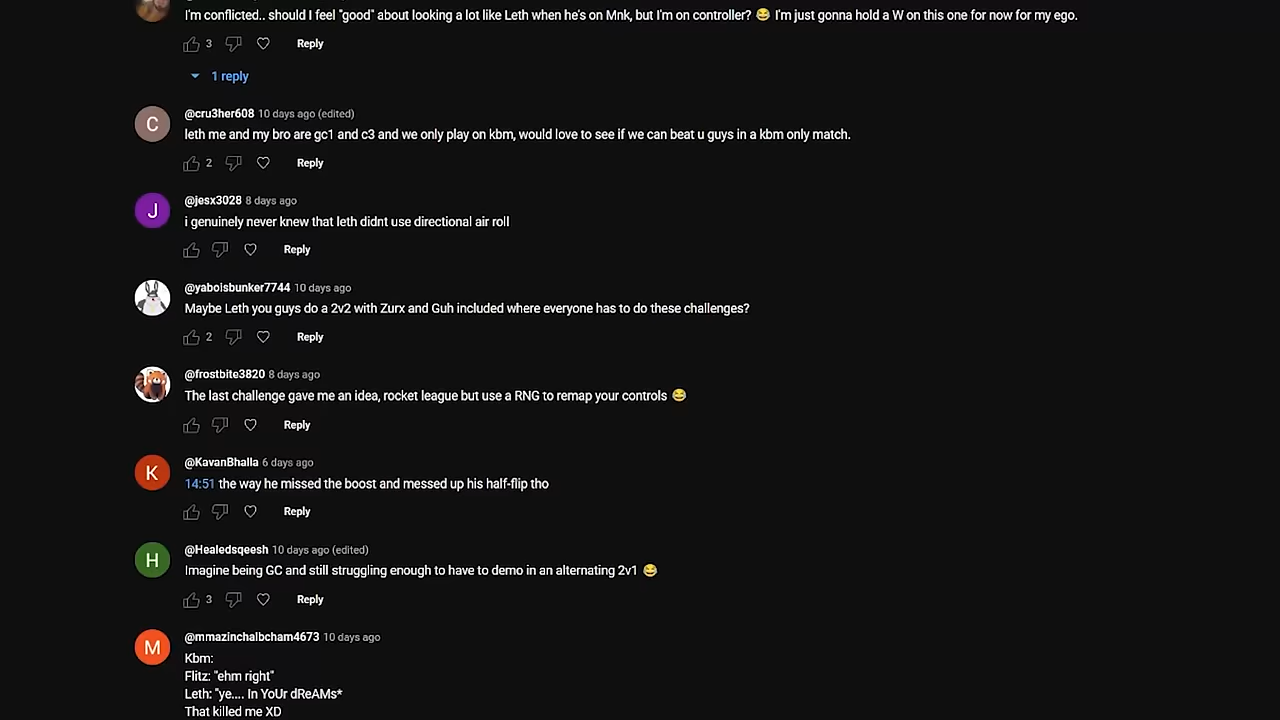 I'm conflicted.. should I feel "good" about looking a lot like Leth when he's on Mnk, but I'm on controller? 😂 I'm just gonna hold a W on this one for now for my ego.
3 Reply
1 reply
C @cru3her608 10 days ago (edited)
leth me and my bro are gc1 and c3 and we only play on kbm, would love to see if we can beat u guys in a kbm only match.
2 Reply
J @jesx3028 8 days ago
i genuinely never knew that leth didnt use directional air roll
Reply
@yaboisbunker7744 10 days ago
Maybe Leth you guys do a 2v2 with Zurx and Guh included where everyone has to do these challenges?
2 Reply
@frostbite3820 8 days ago
The last challenge gave me an idea, rocket league but use a RNG to remap your controls 😂
Reply
K @KavanBhalla 6 days ago
14:51 the way he missed the boost and messed up his half-flip tho
Reply
H @Healedsqeesh 10 days ago (edited)
Imagine being GC and still struggling enough to have to demo in an alternating 2v1 😂
3 Reply
M @mmazinchalbcham4673 10 days ago
Kbm:
Flitz: "ehm right"
Leth: "ye.... In YoUr dReAMs*
That killed me XD